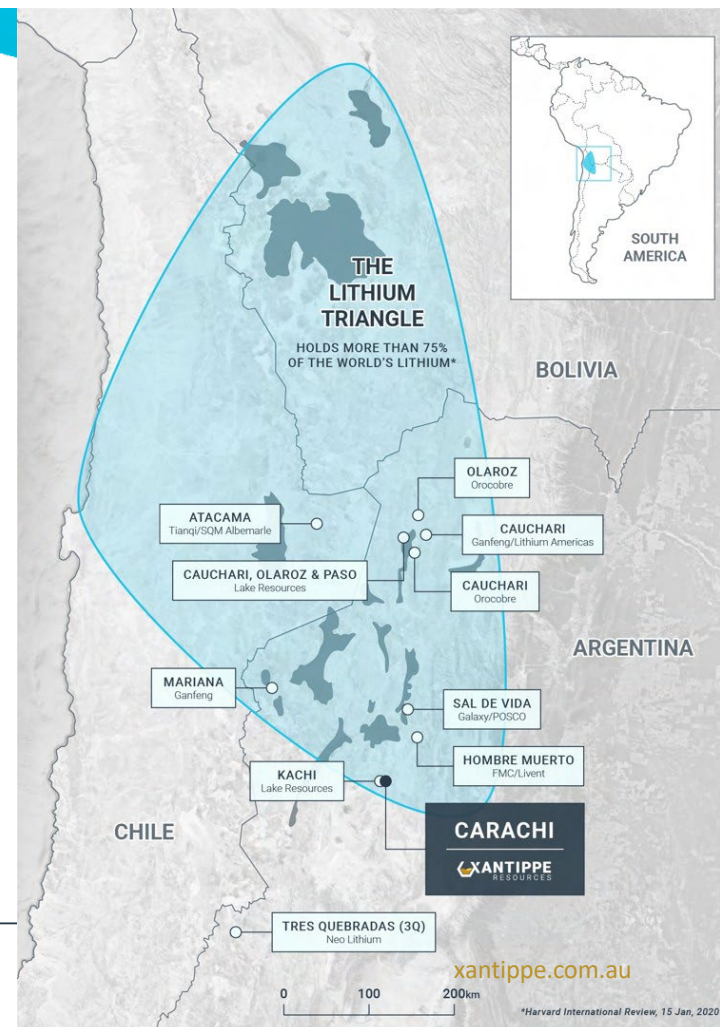 SOUTH
AMERICA
THE
LITHIUM
TRIANGLE
HOLDS MORE THAN 75%
OF THE WORLD'S LITHIUM*
BOLIVIA
OLAROZ
Orocobre
ATACAMA
Tianqi/SQM Albemarle
CAUCHARI
Ganfeng/Lithium Americas
CAUCHARI, OLAROZ & PASO
Lake Resources
CAUCHARI
Orocobre
ARGENTINA
MARIANA
Ganfeng
SAL DE VIDA
Galaxy/POSCO
HOMBRE MUERTO
FMC/Livent
KACHI
Lake Resources
CHILE
CARACHI
XANTIPPE
RESOURCES
TRES QUEBRADAS (3Q)
Neo Lithium
xantippe.com.au
0 100 200km
*Harvard International Review, 15 Jan, 2020